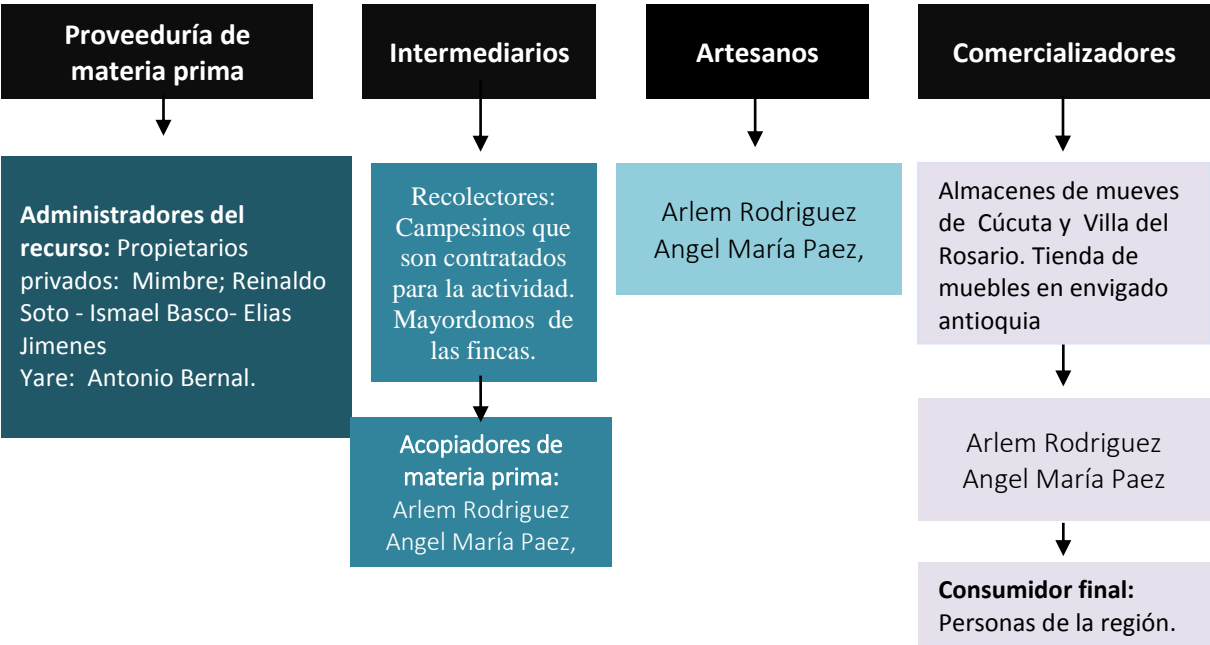 Proveeduría de
materia prima
Administradores del
recurso: Propietarios
privados: Mimbre; Reinaldo
Soto - Ismael Basco- Elias
Jimenes
Yare: Antonio Bernal.
Intermediarios
Recolectores:
Campesinos que
son contratados
para la actividad.
Mayordomos de
las fincas.
Acopiadores de
materia prima:
Arlem Rodriguez
Angel María Paez,
Artesanos
Arlem Rodriguez
Angel María Paez,
Comercializadores
Almacenes de mueves
de Cúcuta y Villa del
Rosario. Tienda de
muebles en envigado
antioquia
Arlem Rodriguez
Angel María Paez
Consumidor final:
Personas de la región.